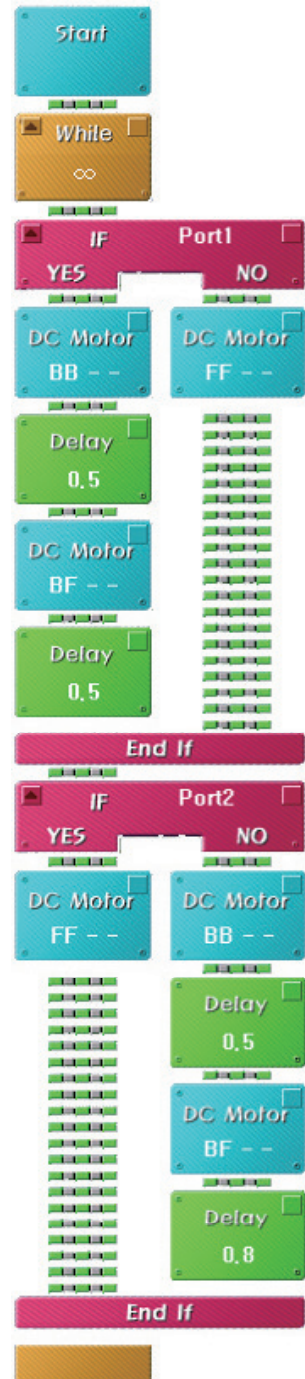 Start
While
∞
IF Port1
YES NO
DC Motor
BB - -
DC Motor
FF - -
Delay
0.5
DC Motor
BF - -
Delay
0.5
End If
IF Port2
YES NO
DC Motor
FF - -
DC Motor
BB - -
Delay
0.5
DC Motor
BF - -
Delay
0.8
End If